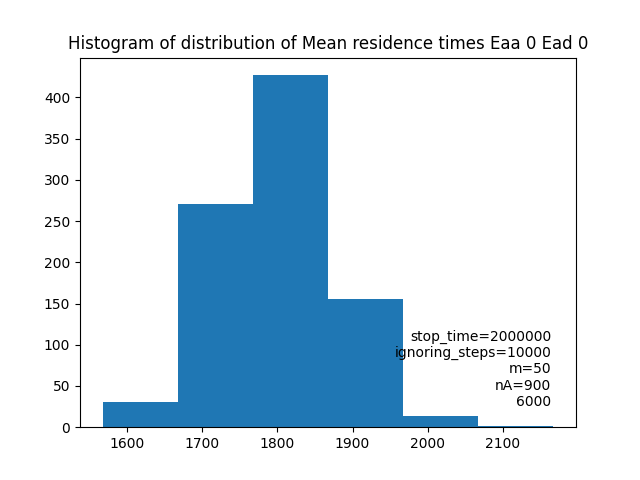 Histogram of distribution of Mean residence times Eaa 0 Ead 0
400
350
300
250
200
150
100
50
0
stop_time=2000000
ignoring_steps=10000
m=50
nA=900
6000
1600 1700 1800 1900 2000 2100